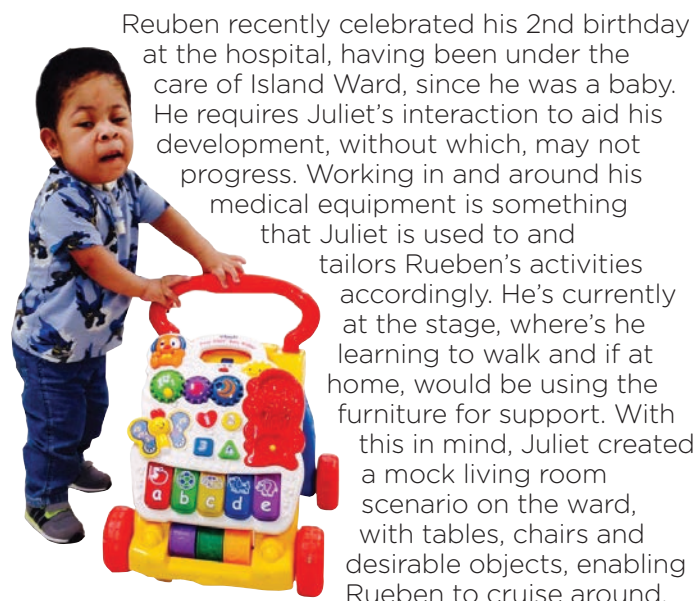 Reuben recently celebrated his 2nd birthday
at the hospital, having been under the
care of Island Ward, since he was a baby.
He requires Juliet's interaction to aid his
development, without which, may not
progress. Working in and around his
medical equipment is something
that Juliet is used to and
tailors Rueben's activities
accordingly. He's currently
at the stage, where's he
learning to walk and if at
home, would be using the
furniture for support. With
this in mind, Juliet created
a mock living room
scenario on the ward,
with tables, chairs and
desirable objects, enabling
Rueben to cruise around.
1 2
3 4
a b c d e